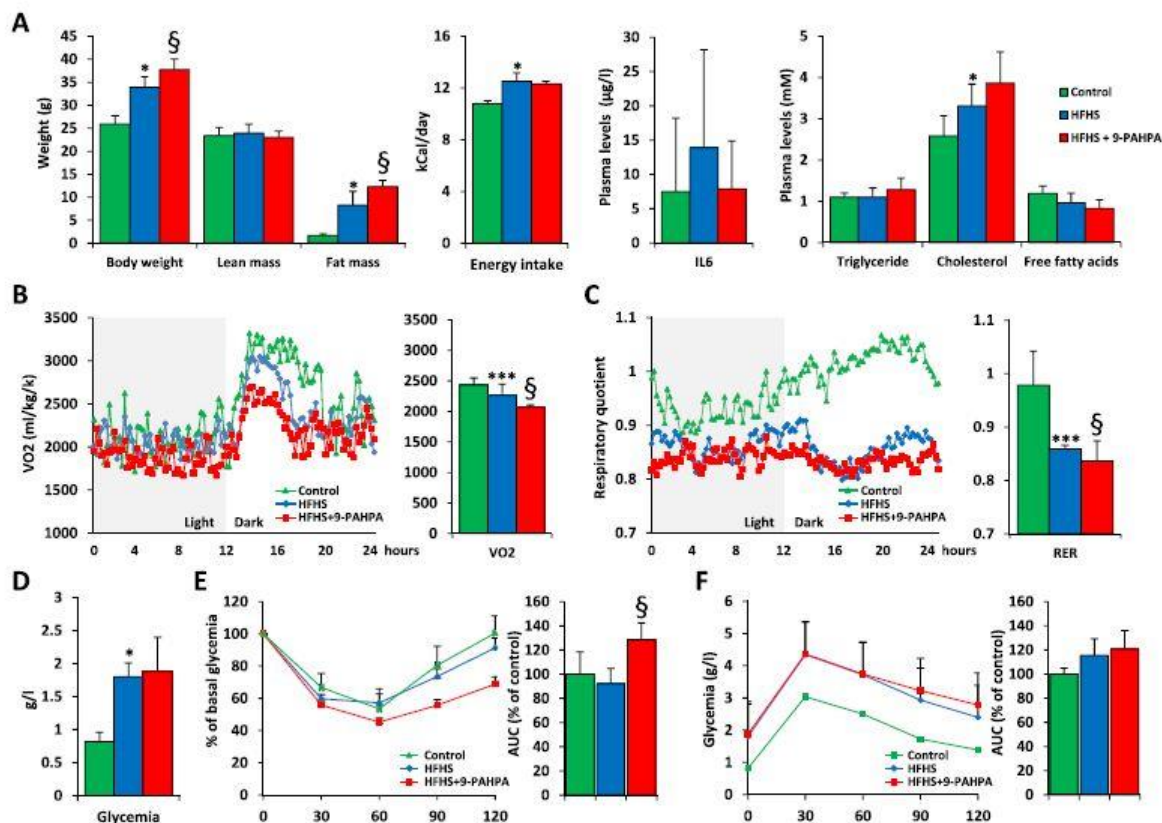 A
Weight (g)
45
40
35
30
25
20
15
10
5
0
*
§
*
§
Body weight
Lean mass
Fat mass
kCal/day
16
12
8
4
0
*
Energy intake
Plasma levels (µg/l)
30
25
20
15
10
5
0
IL6
Plasma levels (mM)
5
4
3
2
1
0
*
Triglyceride
Cholesterol
Free fatty acids
Control
HFHS
HFHS + 9-PAHPA
B
VO2 (ml/kg/k)
3500
3000
2500
2000
1500
1000
Control
HFHS
HFHS+9-PAHPA
Light
Dark
0 4 8 12 20 24 hours
3500
3000
2500
2000
1500
1000
500
0
***
§
VO2
C
Respiratory quotient
1.1
1
0.9
0.8
0.7
Control
HFHS
HFHS+9-PAHPA
Light
Dark
0 4 8 12 20 24 hours
1.1
1
0.9
0.8
0.7
***
§
RER
D
g/l
3
2.5
2
1.5
1
0.5
0
*
Glycemia
E
% of basal glycemia
120
100
80
60
40
20
0
Control
HFHS
HFHS+9-PAHPA
0 30 60 90 120
AUC (% of control)
160
140
120
100
80
60
40
20
0
§
F
Glycemia (g/l)
6
5
4
3
2
1
0
Control
HFHS
HFHS+9-PAHPA
0 30 60 90 120
AUC (% of control)
160
140
120
100
80
60
40
20
0